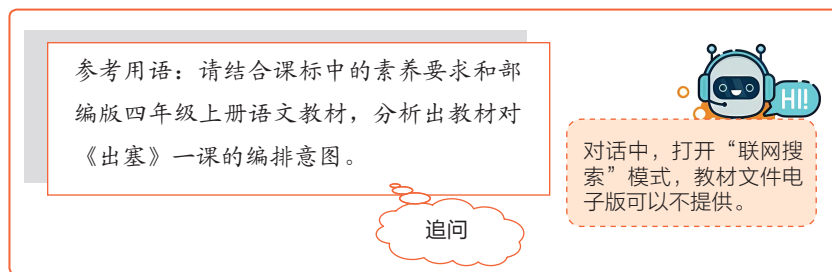 参考用语：请结合课标中的素养要求和部
编版四年级上册语文教材，分析出教材对
《出塞》一课的编排意图。
追问
HI!
对话中，打开“联网搜
索”模式，教材文件电
子版可以不提供。